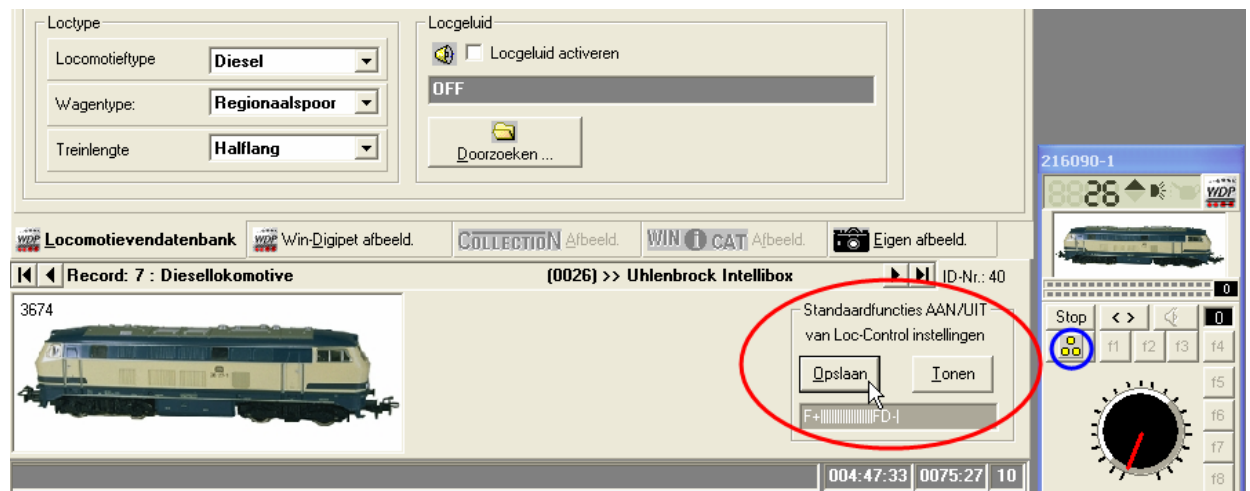 Loctype
Locomotieftype Diesel
Wagentype: Regionaalspoor
Treinlengte Halflang
Locgeluid
Locgeluid activeren
OFF
Doorzoeken ...
WDP Locomotievendatenbank
WDP Win-Digipet afbeeld.
COLLECTION Afbeeld.
WIN i CAT Afbeeld.
Eigen afbeeld.
Record: 7 : Diesellokomotive (0026) >> Uhlenbrock Intellibox ID-Nr.: 40
3674
Standaardfuncties AAN/UIT
van Loc-Control instellingen
Opslaan Tonen
F+||||||||||||||||FD-|
004:47:33 0075:27 10
216090-1
26 WDP
0
Stop < > 0
f1 f2 f3 f4
f5
f6
f7
f8